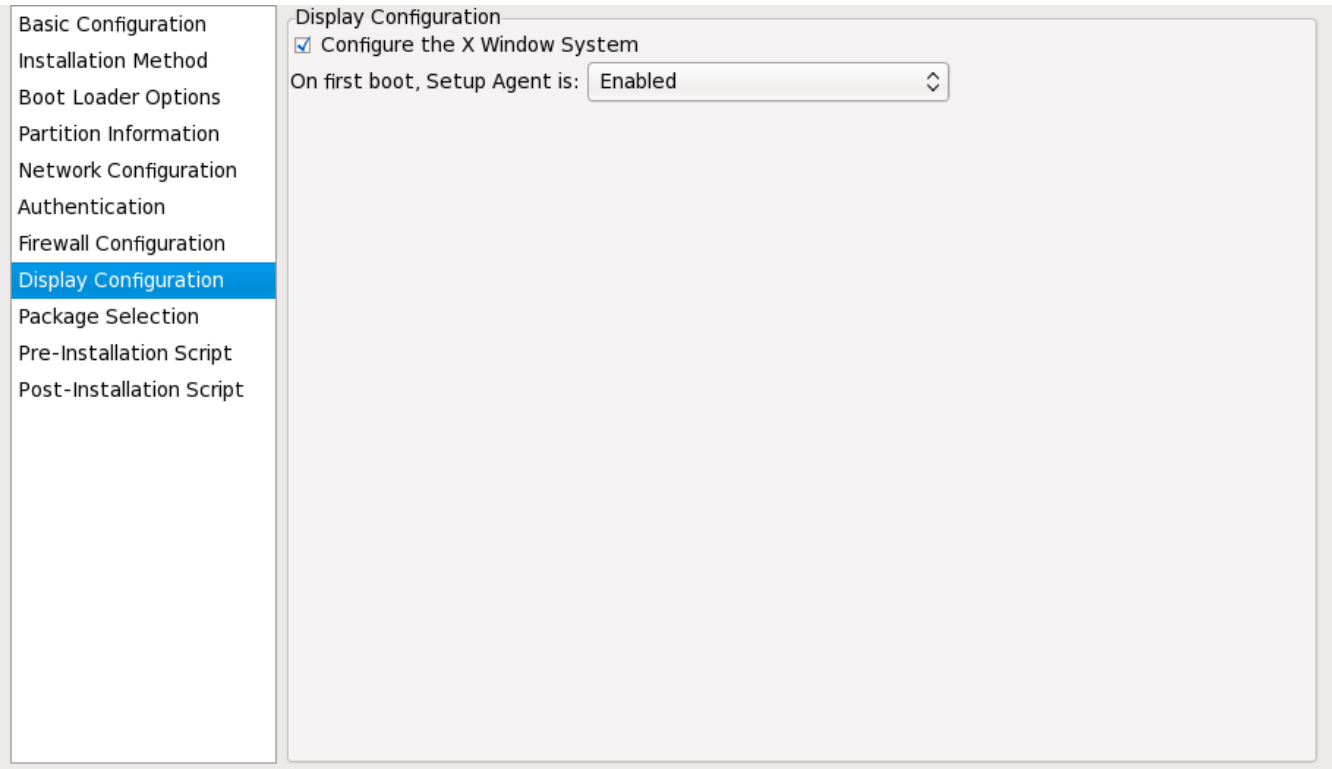 Basic Configuration
Installation Method
Boot Loader Options
Partition Information
Network Configuration
Authentication
Firewall Configuration
Display Configuration
Package Selection
Pre-Installation Script
Post-Installation Script
Display Configuration
Configure the X Window System
On first boot, Setup Agent is: Enabled